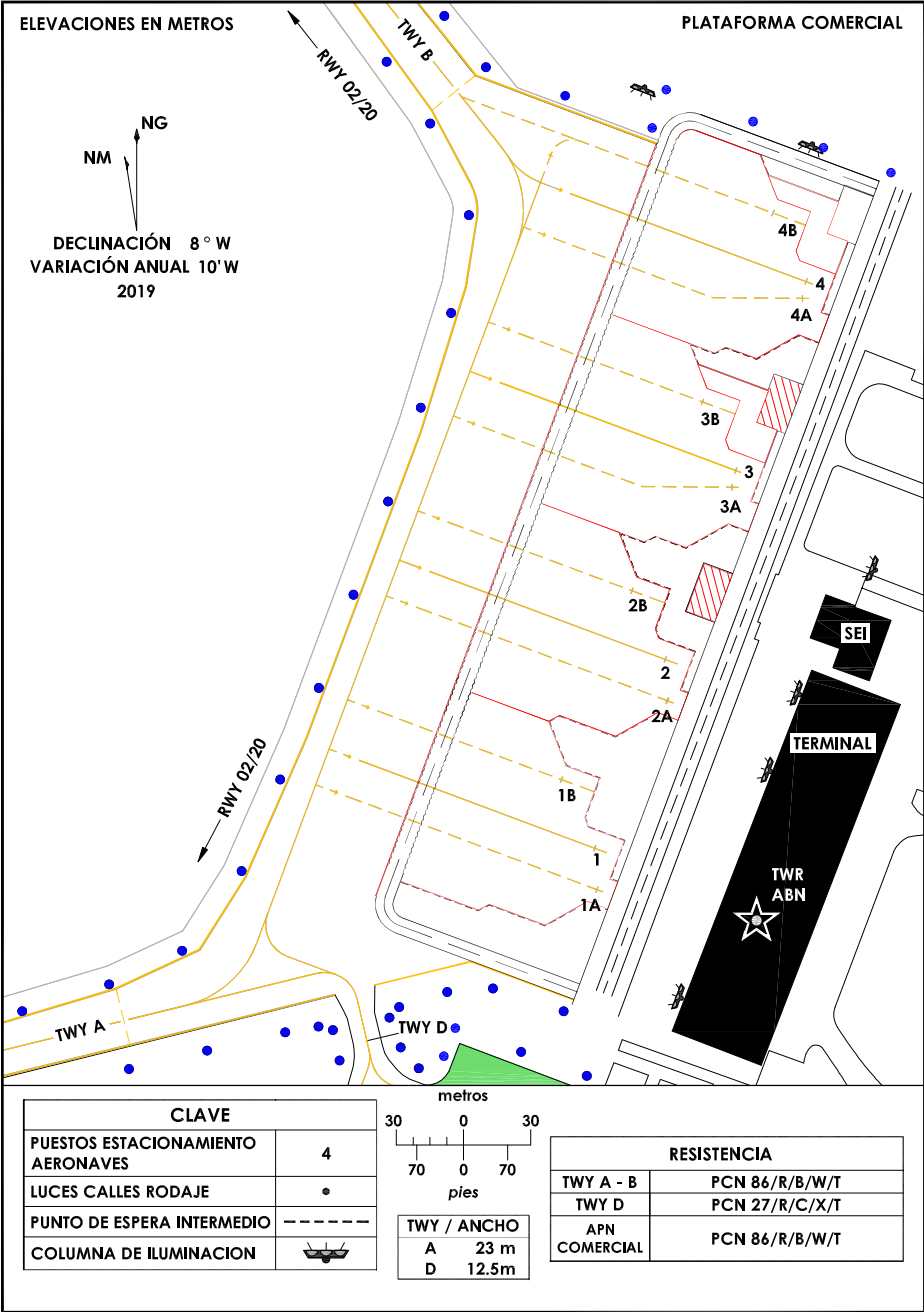 ELEVACIONES EN METROS
PLATAFORMA COMERCIAL
TWY B
RWY 02/20
NG
NM
DECLINACIÓN 8° W
VARIACIÓN ANUAL 10' W
2019
4B
4
4A
3B
3
3A
2B
2
2A
1B
1
1A
SEI
TERMINAL
TWR
ABN
RWY 02/20
TWY A
TWY D
CLAVE
PUESTOS ESTACIONAMIENTO
AERONAVES
4
LUCES CALLES RODAJE
PUNTO DE ESPERA INTERMEDIO
COLUMNA DE ILUMINACION
metros
30 0 30
70 0 70
pies
TWY / ANCHO
A 23 m
D 12.5m
RESISTENCIA
TWY A - B PCN 86/R/B/W/T
TWY D PCN 27/R/C/X/T
APN
COMERCIAL
PCN 86/R/B/W/T